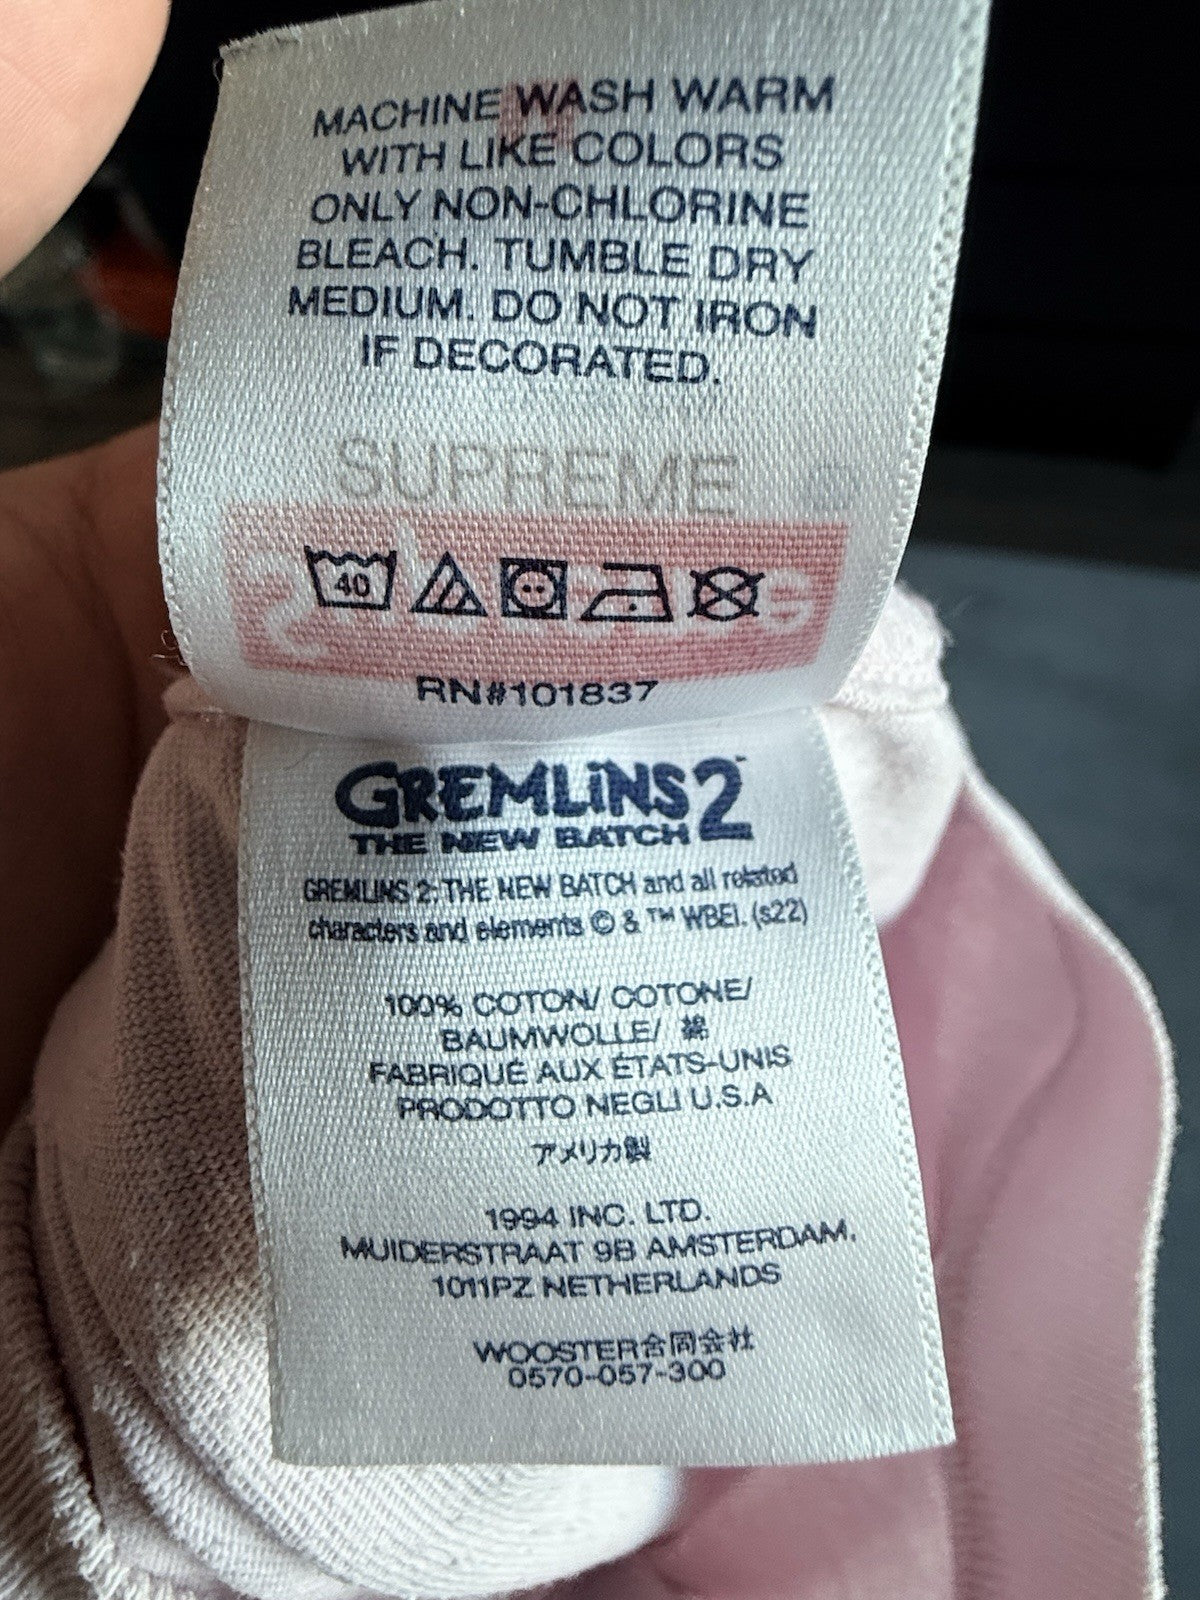 MACHINE WASH WARM
WITH LIKE COLORS
ONLY NON-CHLORINE
BLEACH. TUMBLE DRY
MEDIUM. DO NOT IRON
IF DECORATED.
SUPREME
40
RN#101837
GREMLiNS 2™
THE NEW BATCH
GREMLINS 2: THE NEW BATCH and all related
characters and elements © & ™ WBEI. (s22)
100% COTON/ COTONE/
BAUMWOLLE/ 綿
FABRIQUÉ AUX ÉTATS-UNIS
PRODOTTO NEGLI U.S.A
アメリカ製
1994 INC. LTD.
MUIDERSTRAAT 9B AMSTERDAM,
1011PZ NETHERLANDS
WOOSTER合同会社
0570-057-300